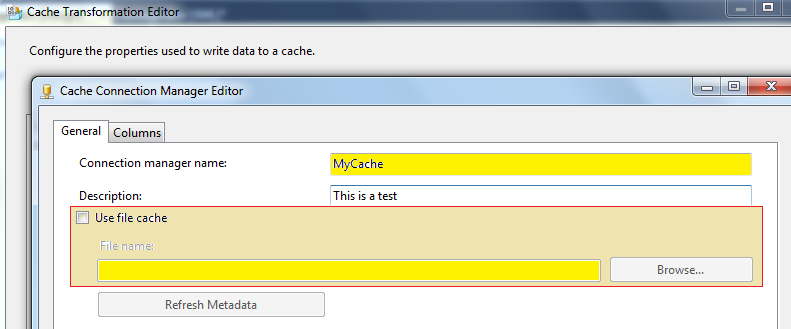 Cache Transformation Editor
Configure the properties used to write data to a cache.
Cache Connection Manager Editor
General Columns
Connection manager name: MyCache
Description: This is a test
Use file cache
File name:
Browse...
Refresh Metadata